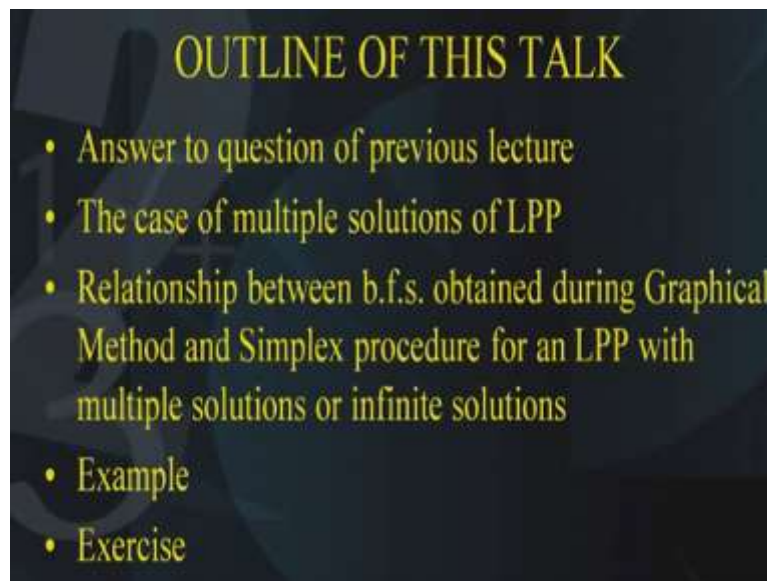 OUTLINE OF THIS TALK
• Answer to question of previous lecture
• The case of multiple solutions of LPP
• Relationship between b.f.s. obtained during Graphical
Method and Simplex procedure for an LPP with
multiple solutions or infinite solutions
• Example
• Exercise